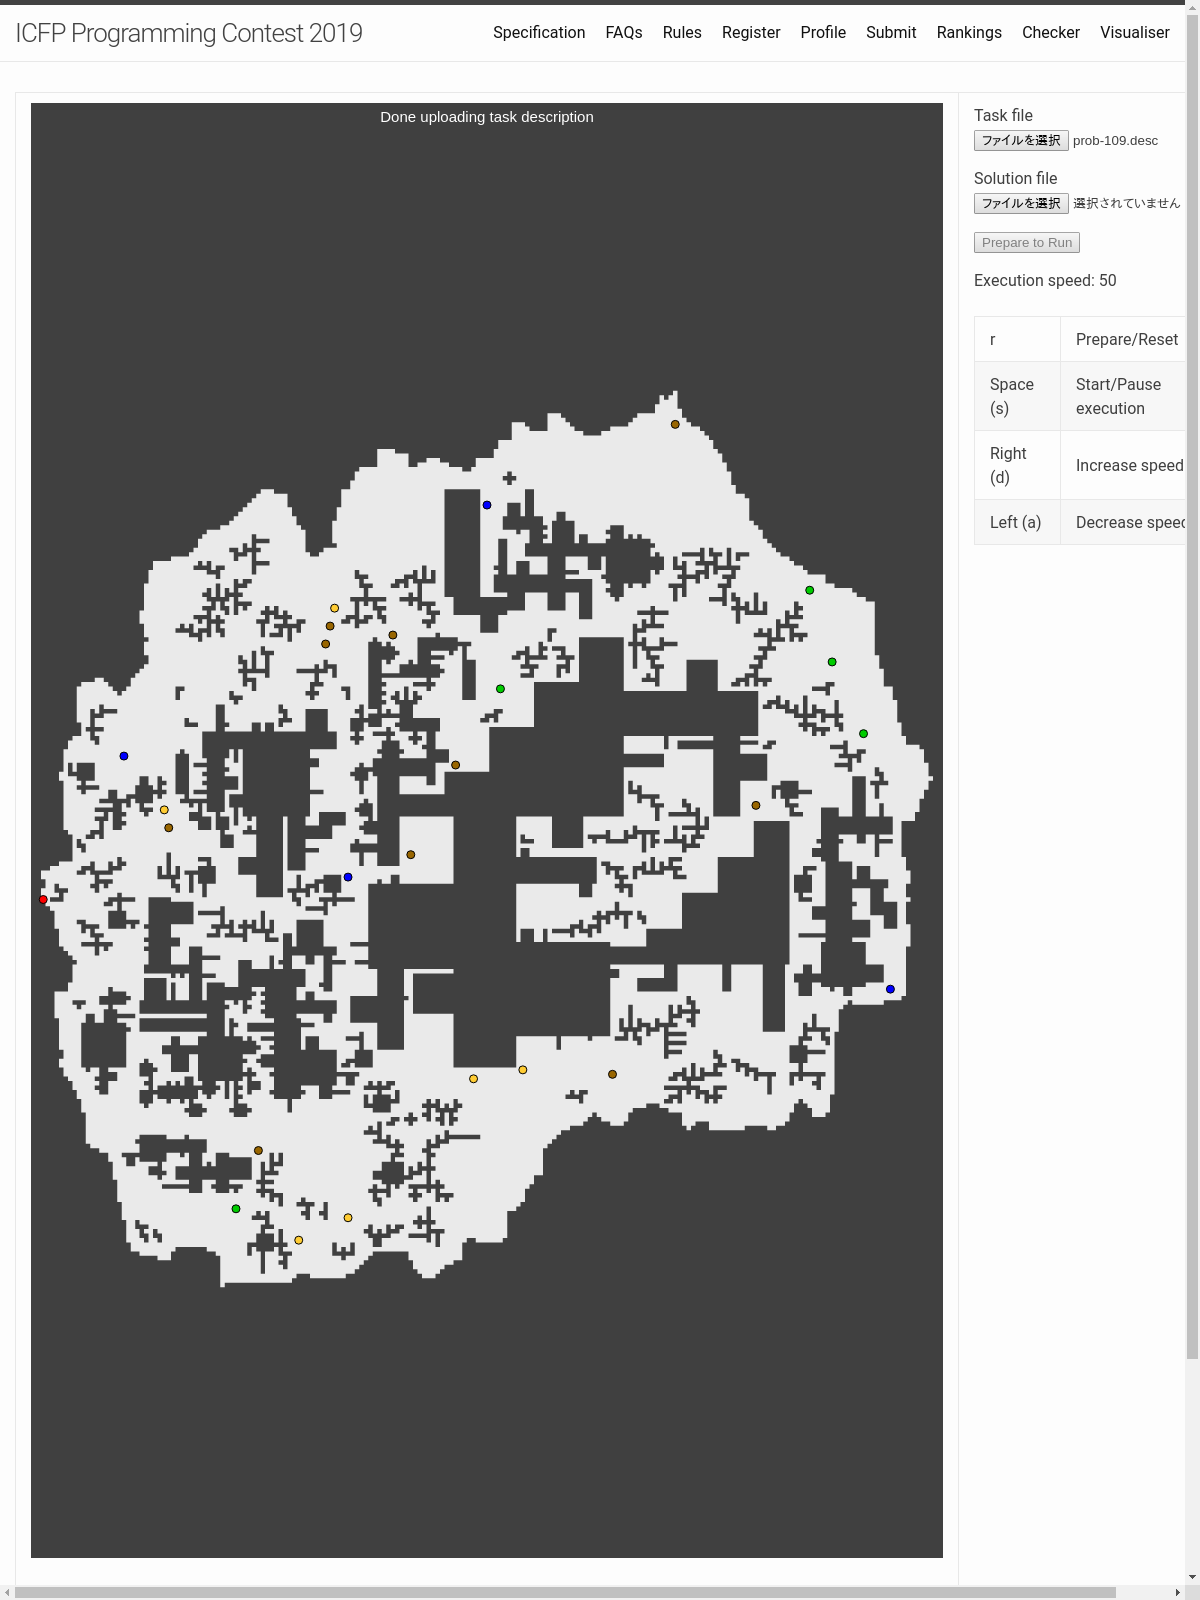 ICFP Programming Contest 2019
Specification FAQs Rules Register Profile Submit Rankings Checker Visualiser
Done uploading task description
Task file
ファイルを選択 prob-109.desc
Solution file
ファイルを選択 選択されていません
Prepare to Run
Execution speed: 50
r Prepare/Reset
Space (s) Start/Pause execution
Right (d) Increase speed
Left (a) Decrease speed